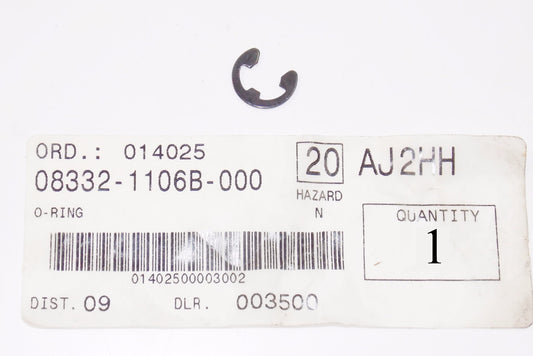 ORD.: 014025
20 AJ2HH
08332-1106B-000
HAZARD
N
O-RING
QUANTITY
1
01402500003002
DIST. 09 DLR. 003500